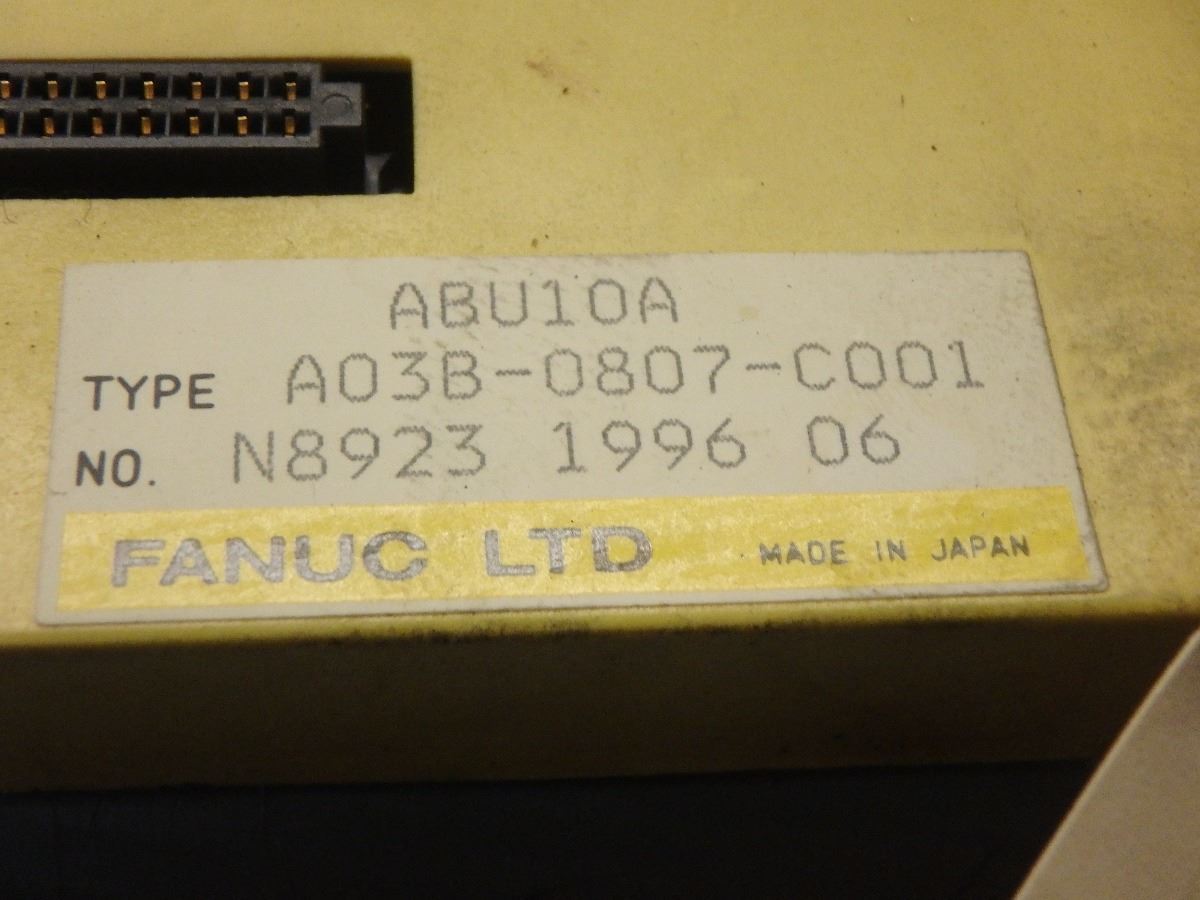 ABU10A
TYPE A03B-0807-C001
NO. N8923 1996 06
FANUC LTD MADE IN JAPAN